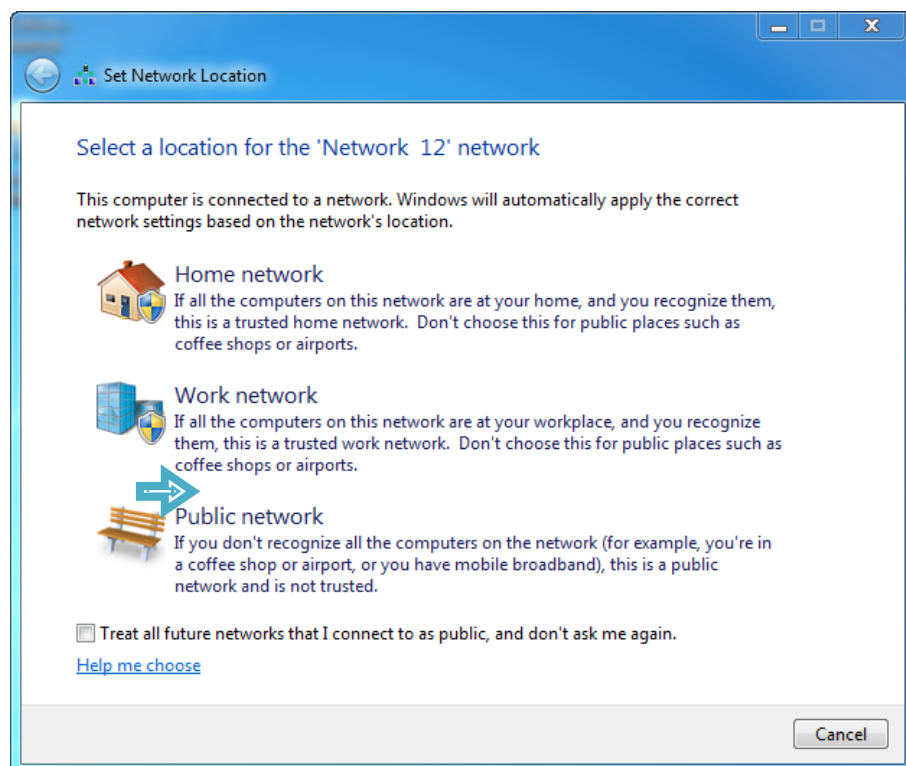 Set Network Location
Select a location for the 'Network 12' network
This computer is connected to a network. Windows will automatically apply the correct
network settings based on the network's location.
Home network
If all the computers on this network are at your home, and you recognize them,
this is a trusted home network. Don't choose this for public places such as
coffee shops or airports.
Work network
If all the computers on this network are at your workplace, and you recognize
them, this is a trusted work network. Don't choose this for public places such as
coffee shops or airports.
Public network
If you don't recognize all the computers on the network (for example, you're in
a coffee shop or airport, or you have mobile broadband), this is a public
network and is not trusted.
Treat all future networks that I connect to as public, and don't ask me again.
Help me choose
Cancel